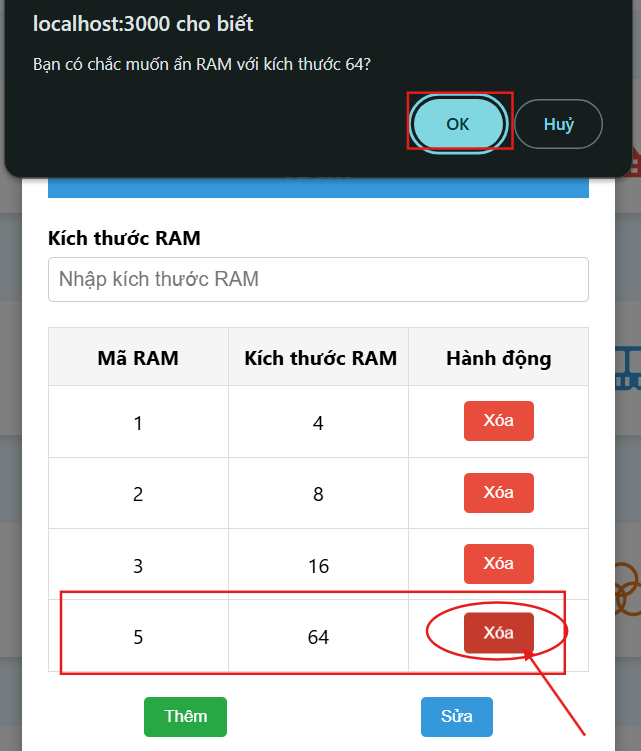 localhost:3000 cho biết
Bạn có chắc muốn ẩn RAM với kích thước 64?
OK Huỷ
Kích thước RAM
Nhập kích thước RAM
Mã RAM Kích thước RAM Hành động
1 4 Xóa
2 8 Xóa
3 16 Xóa
5 64 Xóa
Thêm Sửa